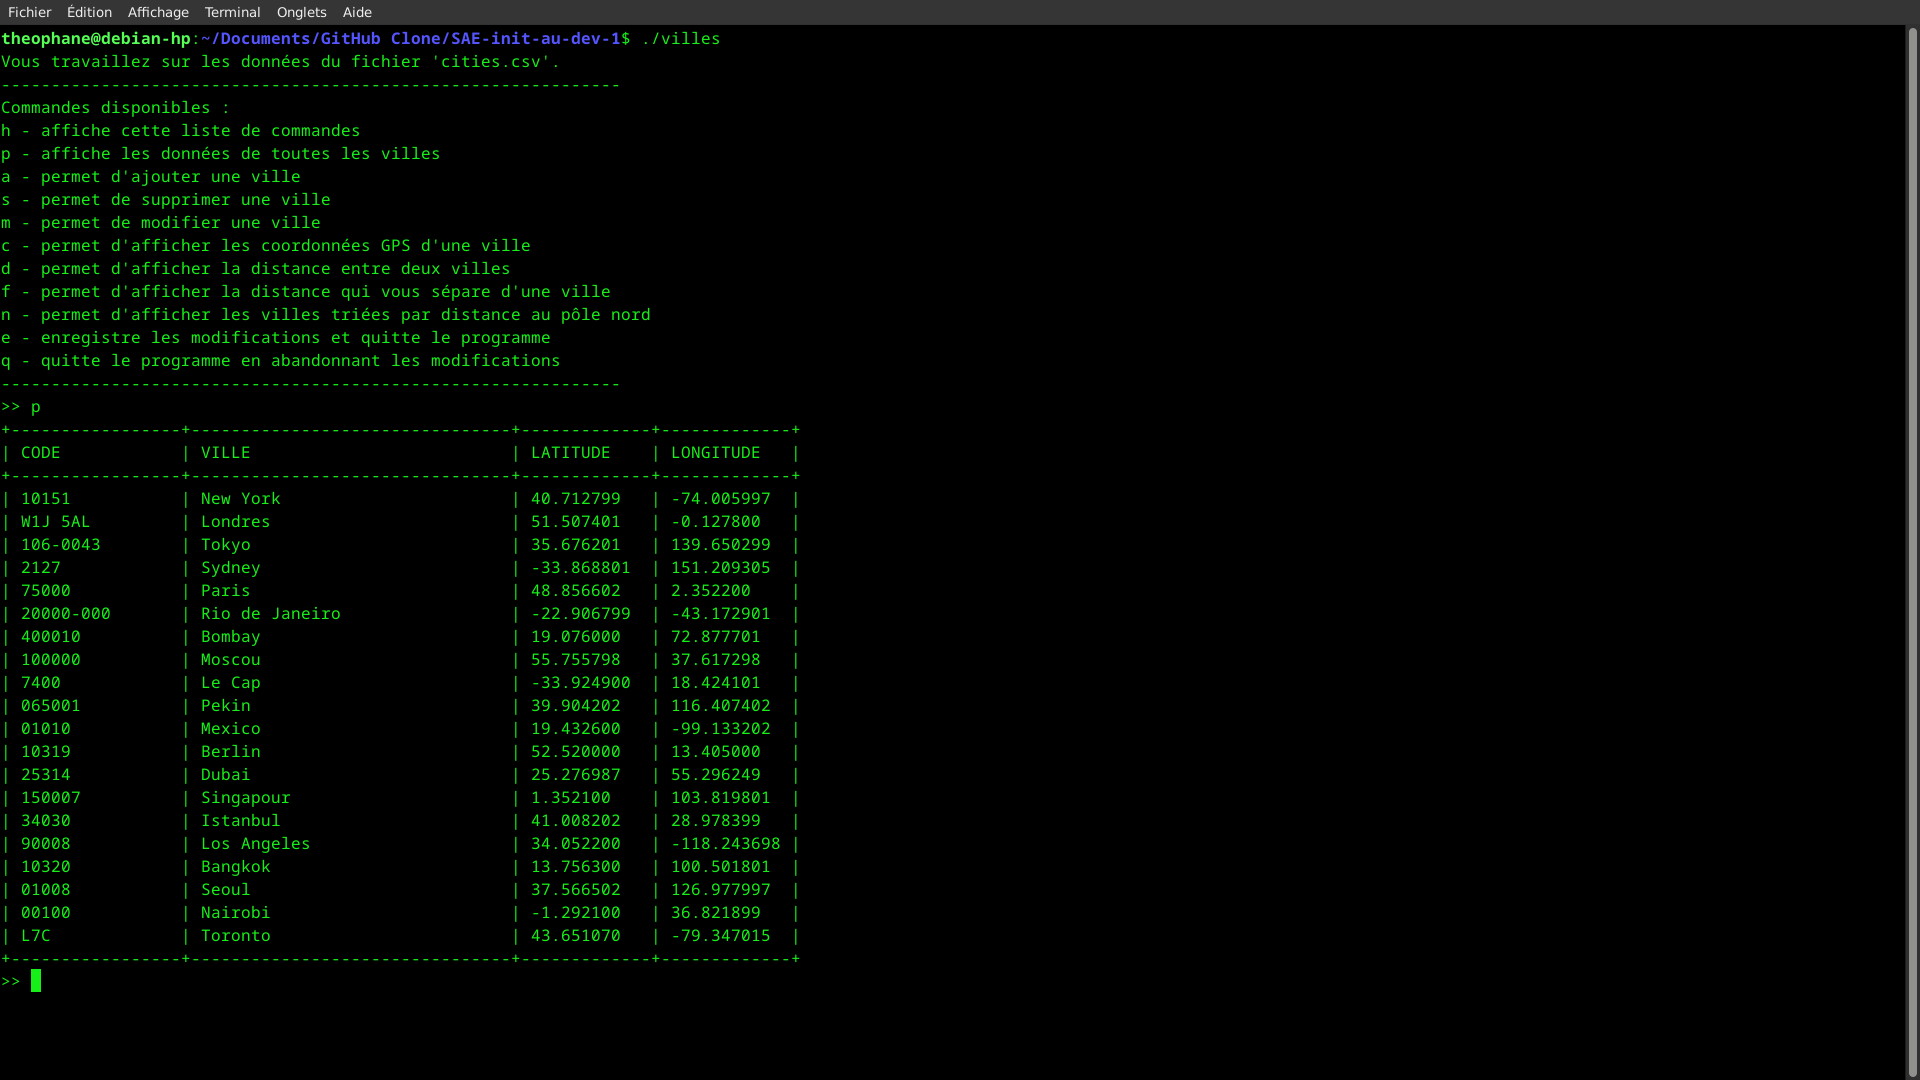 Fichier Édition Affichage Terminal Onglets Aide
theophane@debian-hp:~/Documents/GitHub Clone/SAE-init-au-dev-1$ ./villes
Vous travaillez sur les données du fichier 'cities.csv'.
--------------------------------------------------------------
Commandes disponibles :
h - affiche cette liste de commandes
p - affiche les données de toutes les villes
a - permet d'ajouter une ville
s - permet de supprimer une ville
m - permet de modifier une ville
c - permet d'afficher les coordonnées GPS d'une ville
d - permet d'afficher la distance entre deux villes
f - permet d'afficher la distance qui vous sépare d'une ville
n - permet d'afficher les villes triées par distance au pôle nord
e - enregistre les modifications et quitte le programme
q - quitte le programme en abandonnant les modifications
--------------------------------------------------------------
>> p
+-----------------+--------------------------------+-------------+-------------+
| CODE            | VILLE                          | LATITUDE    | LONGITUDE   |
+-----------------+--------------------------------+-------------+-------------+
| 10151           | New York                       | 40.712799   | -74.005997  |
| W1J 5AL         | Londres                        | 51.507401   | -0.127800   |
| 106-0043        | Tokyo                          | 35.676201   | 139.650299  |
| 2127            | Sydney                         | -33.868801  | 151.209305  |
| 75000           | Paris                          | 48.856602   | 2.352200    |
| 20000-000       | Rio de Janeiro                 | -22.906799  | -43.172901  |
| 400010          | Bombay                         | 19.076000   | 72.877701   |
| 100000          | Moscou                         | 55.755798   | 37.617298   |
| 7400            | Le Cap                         | -33.924900  | 18.424101   |
| 065001          | Pekin                          | 39.904202   | 116.407402  |
| 01010           | Mexico                         | 19.432600   | -99.133202  |
| 10319           | Berlin                         | 52.520000   | 13.405000   |
| 25314           | Dubai                          | 25.276987   | 55.296249   |
| 150007          | Singapour                      | 1.352100    | 103.819801  |
| 34030           | Istanbul                       | 41.008202   | 28.978399   |
| 90008           | Los Angeles                    | 34.052200   | -118.243698 |
| 10320           | Bangkok                        | 13.756300   | 100.501801  |
| 01008           | Seoul                          | 37.566502   | 126.977997  |
| 00100           | Nairobi                        | -1.292100   | 36.821899   |
| L7C             | Toronto                        | 43.651070   | -79.347015  |
+-----------------+--------------------------------+-------------+-------------+
>>